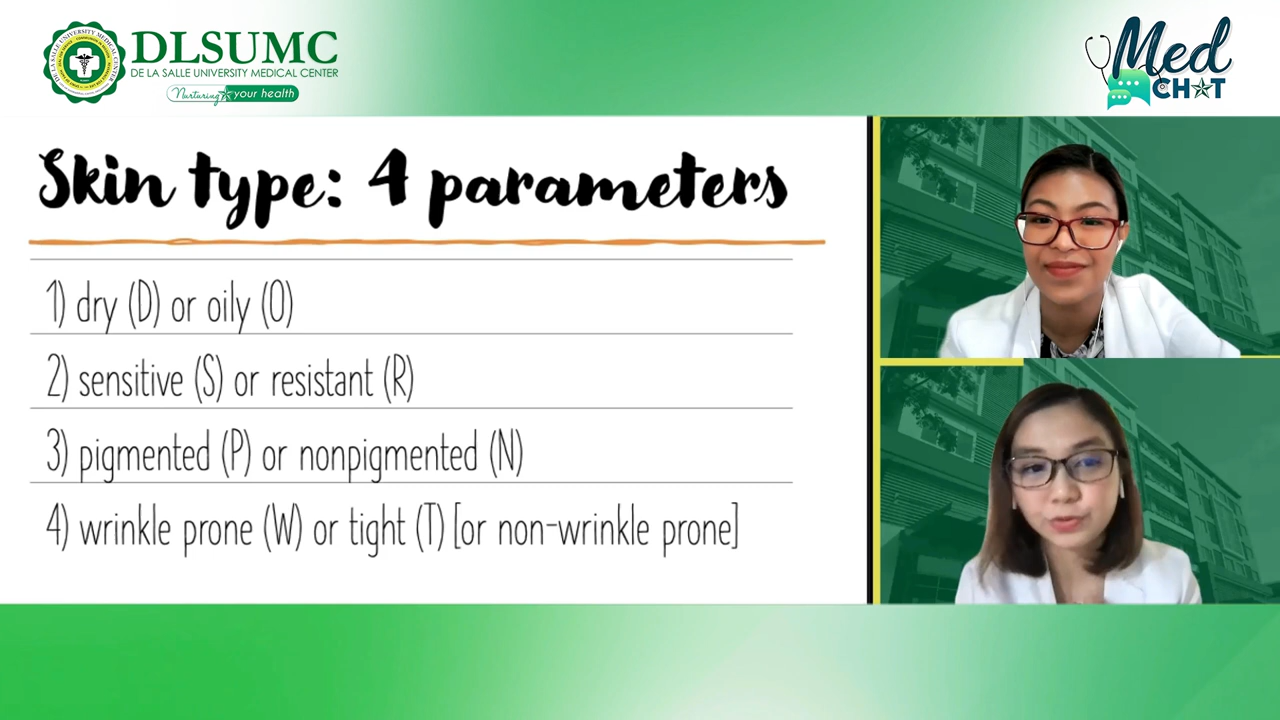 DLSUMC
DE LA SALLE UNIVERSITY MEDICAL CENTER
Nurturing your health
Med
CHAT
Skin type: 4 parameters
1) dry (D) or oily (O)
2) sensitive (S) or resistant (R)
3) pigmented (P) or nonpigmented (N)
4) wrinkle prone (W) or tight (T) [or non-wrinkle prone]